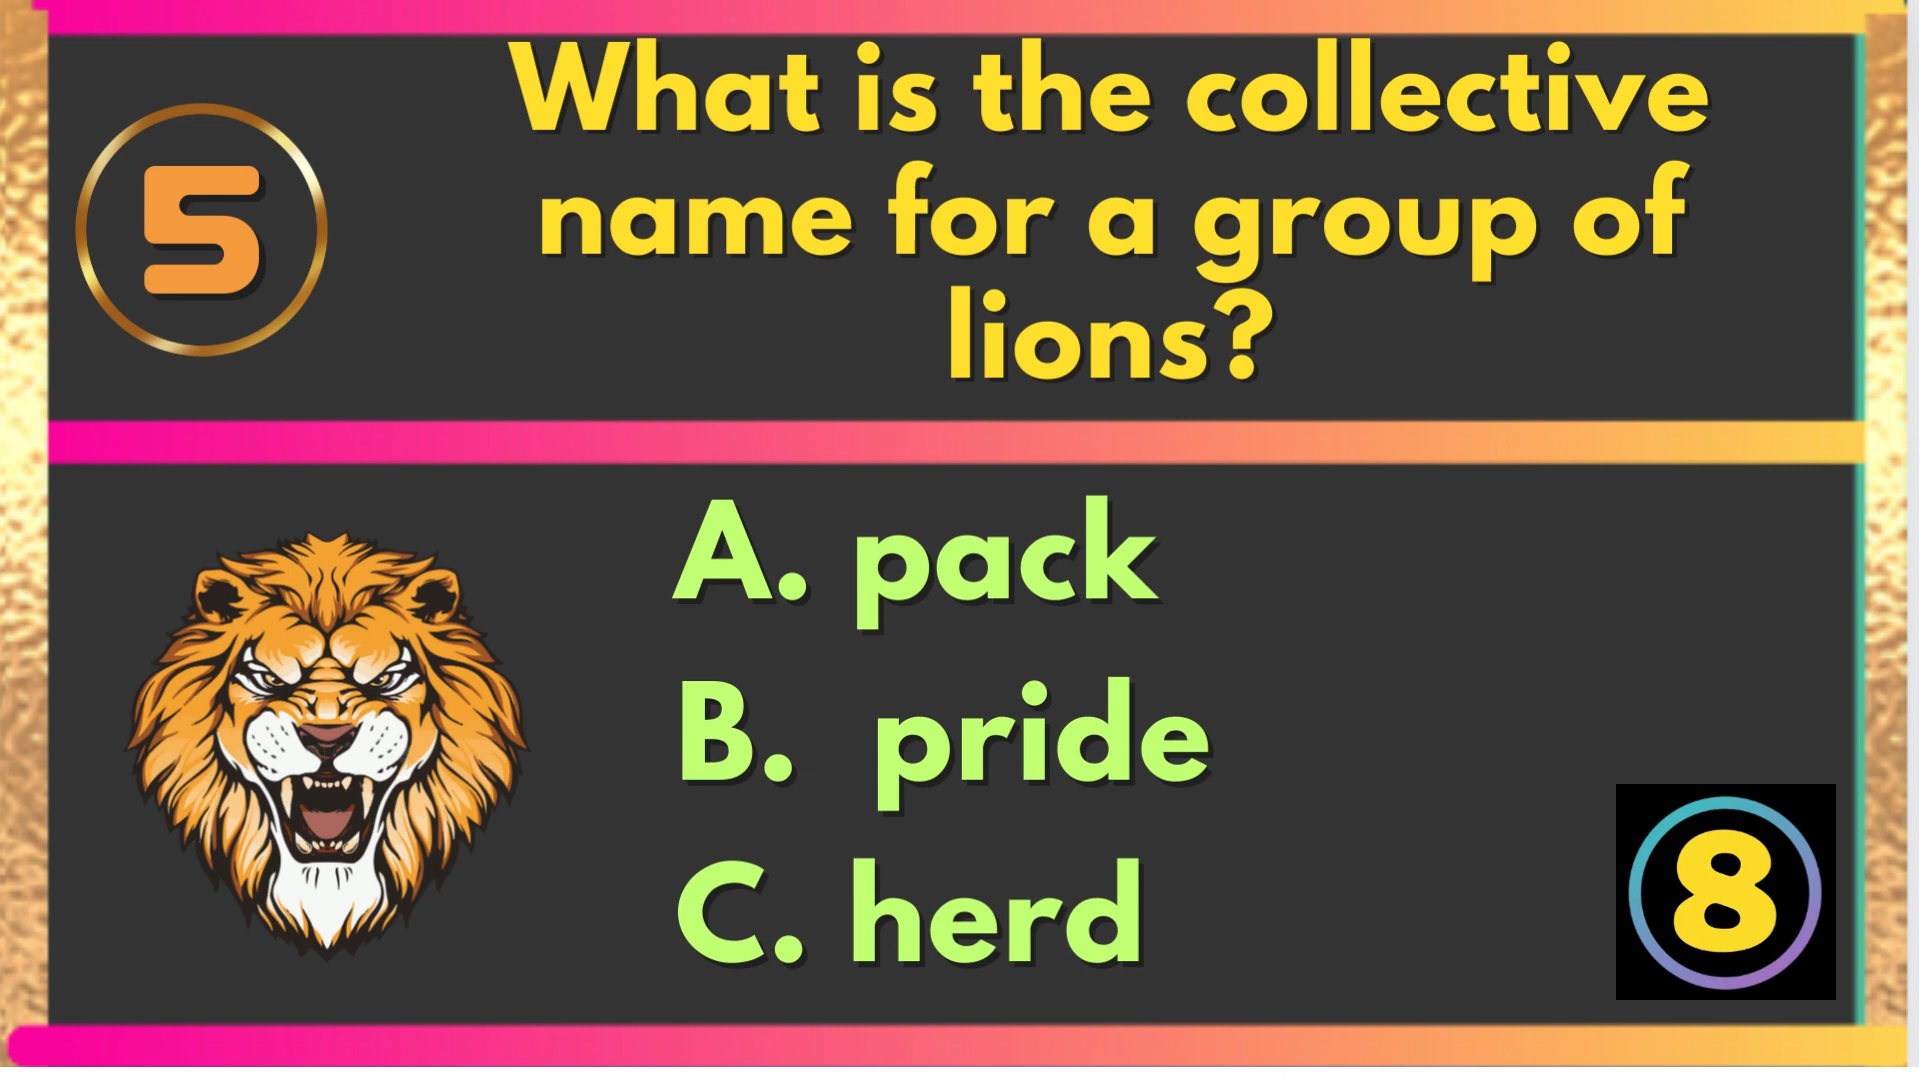 5
What is the collective
name for a group of
lions?
A. pack
B. pride
C. herd
8